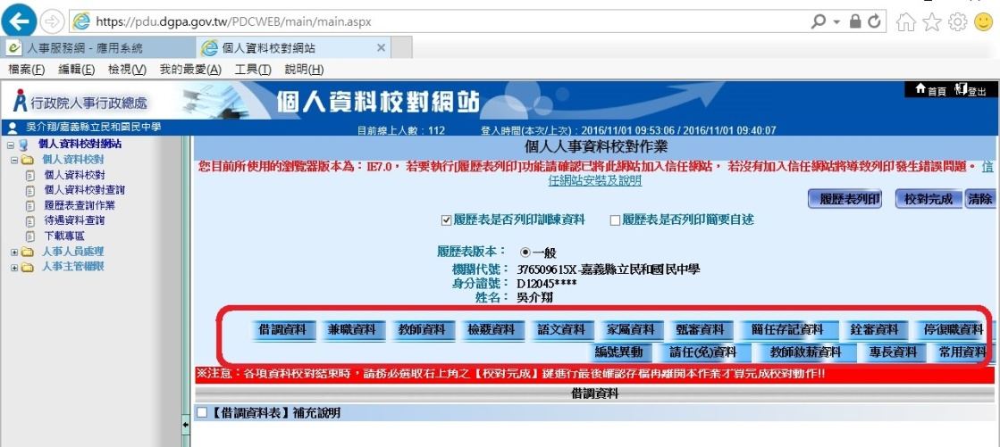 https://pdu.dgpa.gov.tw/PDCWEB/main/main.aspx
人事服務網 - 應用系統 個人資料校對網站 ×
檔案(F) 編輯(E) 檢視(V) 我的最愛(A) 工具(T) 說明(H)
行政院人事行政總處 個人資料校對網站 首頁 登出
吳介翔/嘉義縣立民和國民中學 目前線上人數：112 登入時間(本次/上次)：2016/11/01 09:53:06 / 2016/11/01 09:40:07
個人資料校對網站
個人資料校對
個人資料校對
個人資料校對查詢
履歷表查詢作業
待遇資料查詢
下載專區
人事人員處理
人事主管權限
個人人事資料校對作業
您目前所使用的瀏覽器版本為：IE7.0， 若要執行[履歷表列印]功能請確認已將此網站加入信任網站， 若沒有加入信任網站將導致列印發生錯誤問題。 信
任網站安裝及說明
履歷表列印 校對完成 清除
履歷表是否列印訓練資料 履歷表是否列印簡要自述
履歷表版本： 一般
機關代號： 376509615X-嘉義縣立民和國民中學
身分證號： D12045****
姓名： 吳介翔
借調資料 兼職資料 教師資料 檢覈資料 語文資料 家屬資料 甄審資料 簡任存記資料 銓審資料 停復職資料
編號異動 請任(免)資料 教師敘薪資料 專長資料 常用資料
※注意：各項資料校對結束時，請務必選取右上角之【校對完成】鍵進行最後確認存檔再離開本作業才算完成校對動作!!
借調資料
【借調資料表】補充說明